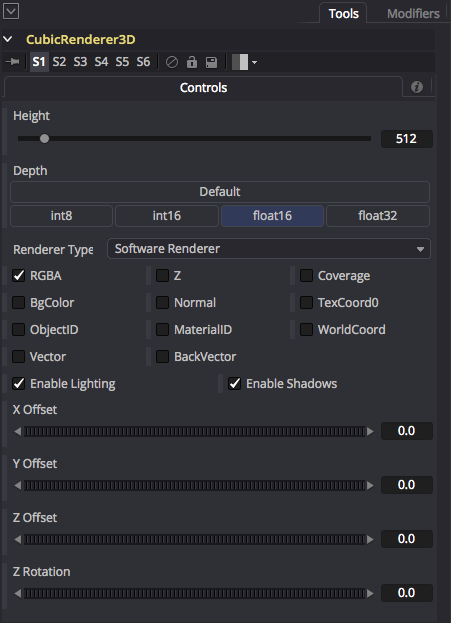 Tools Modifiers
CubicRenderer3D
S1 S2 S3 S4 S5 S6
Controls
Height
512
Depth
Default
int8 int16 float16 float32
Renderer Type Software Renderer
RGBA Z Coverage
BgColor Normal TexCoord0
ObjectID MaterialID WorldCoord
Vector BackVector
Enable Lighting Enable Shadows
X Offset
0.0
Y Offset
0.0
Z Offset
0.0
Z Rotation
0.0